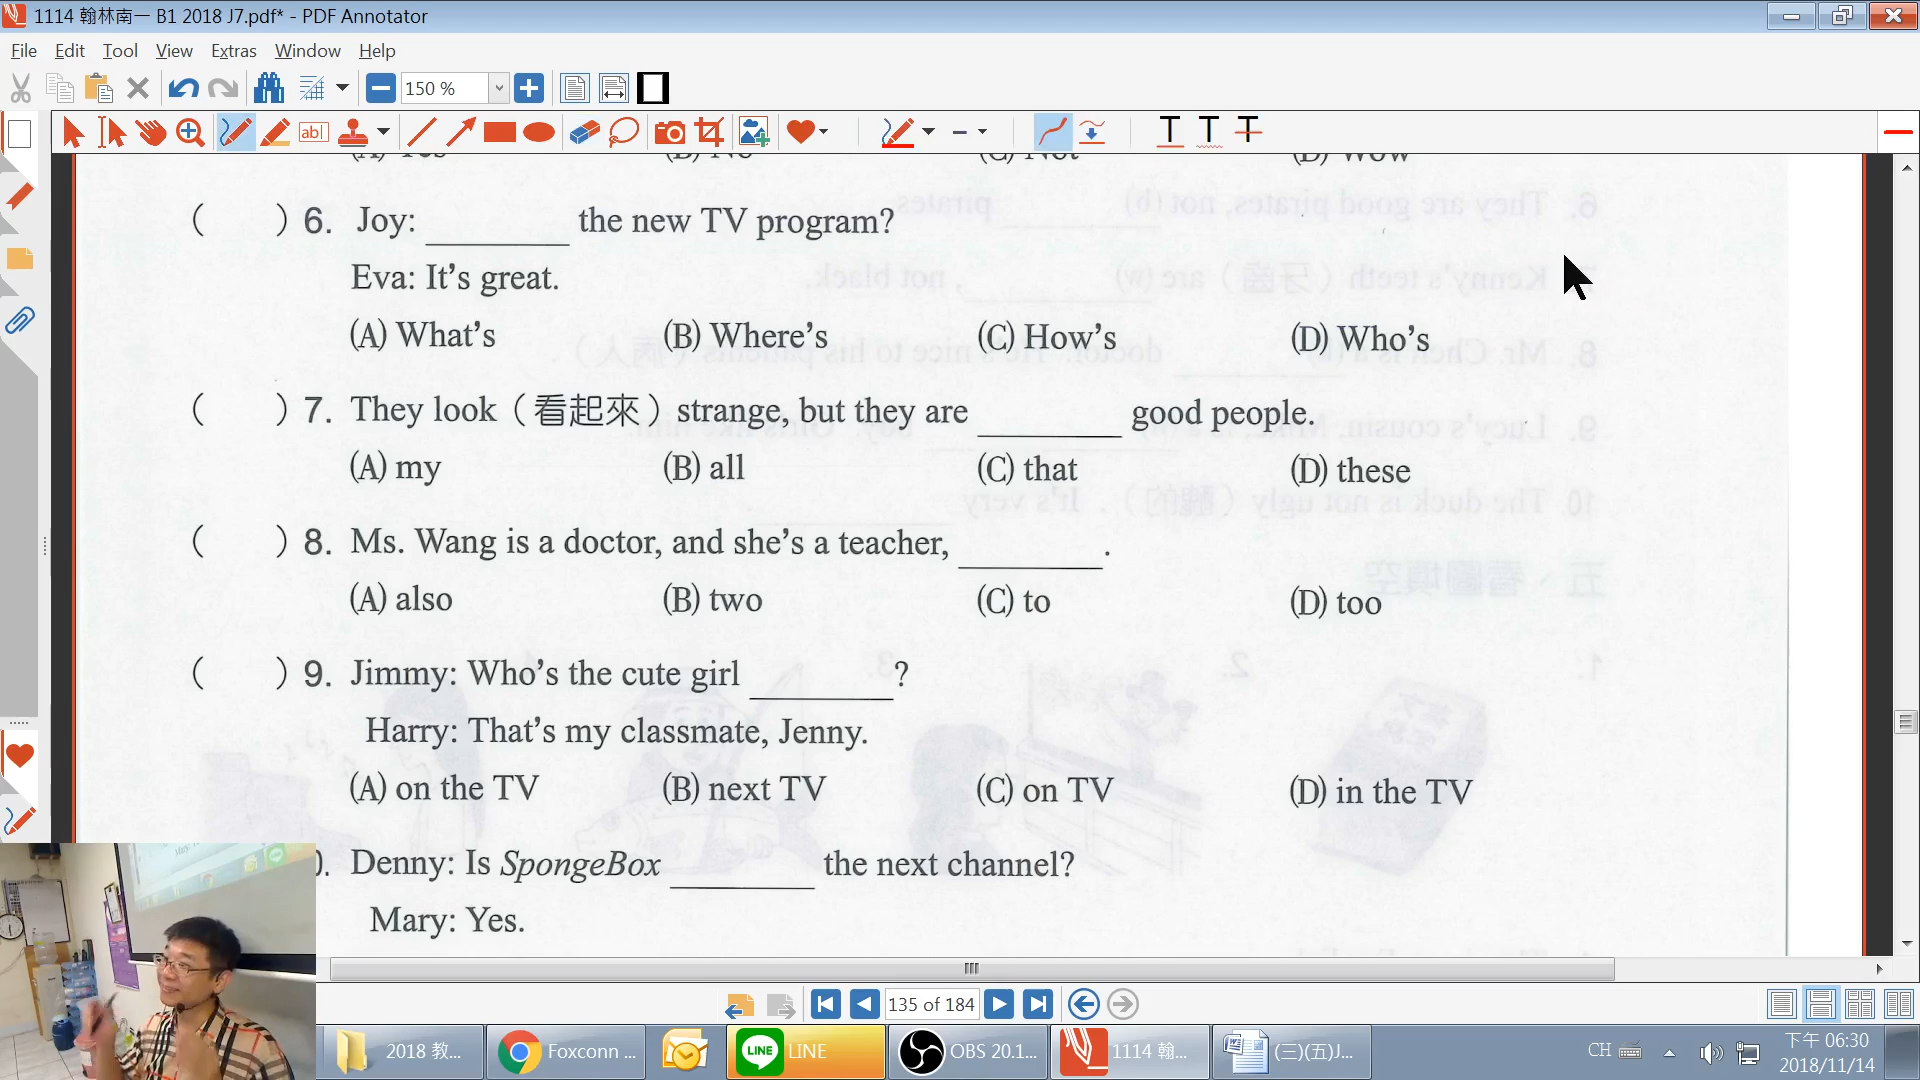 1114 翰林南一 B1 2018 J7.pdf* - PDF Annotator
File Edit Tool View Extras Window Help
150 %
ab
T T T
(A) Yes (B) No (C) Not (D) Wow
( ) 6. Joy: ________ the new TV program?
Eva: It's great.
(A) What's (B) Where's (C) How's (D) Who's
( ) 7. They look（看起來）strange, but they are ________ good people.
(A) my (B) all (C) that (D) these
( ) 8. Ms. Wang is a doctor, and she's a teacher, ________.
(A) also (B) two (C) to (D) too
( ) 9. Jimmy: Who's the cute girl ________?
Harry: That's my classmate, Jenny.
(A) on the TV (B) next TV (C) on TV (D) in the TV
). Denny: Is SpongeBox ________ the next channel?
Mary: Yes.
135 of 184
2018 教... Foxconn ... LINE LINE OBS 20.1... 1114 翰... (三)(五)J...
CH
下午 06:30
2018/11/14